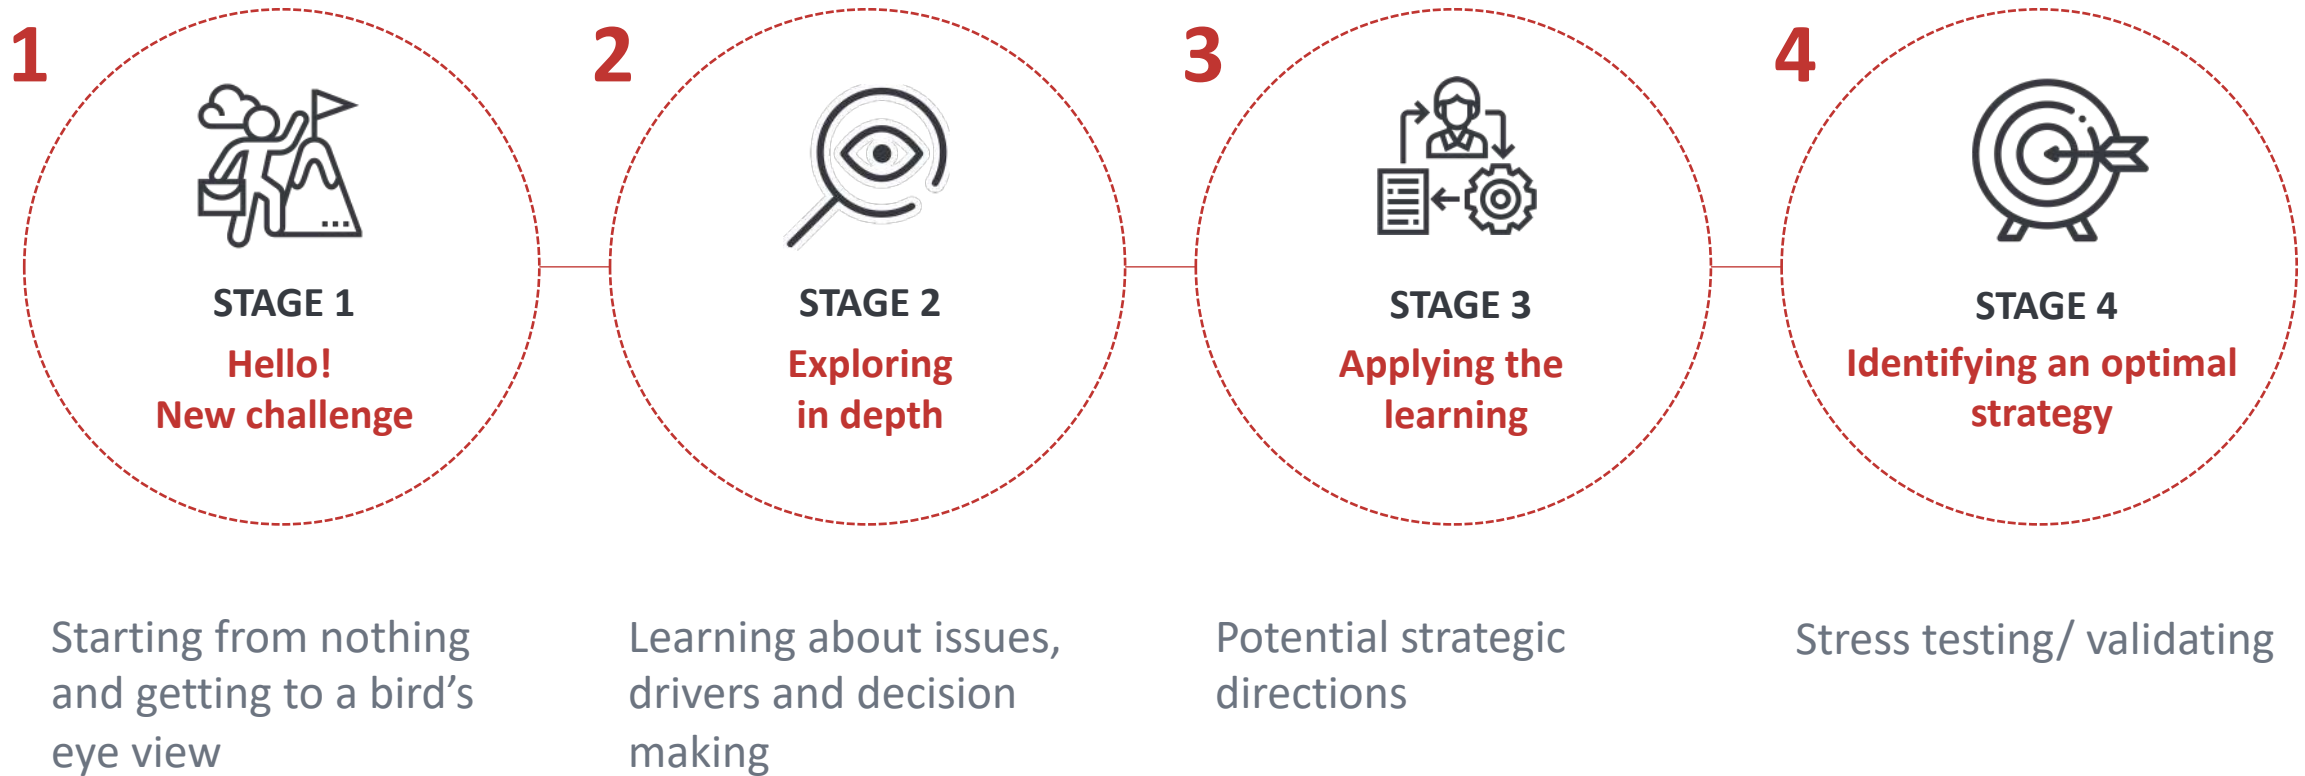 1
STAGE 1
Hello!
New challenge
Starting from nothing
and getting to a bird’s
eye view
2
STAGE 2
Exploring
in depth
Learning about issues,
drivers and decision
making
3
STAGE 3
Applying the
learning
Potential strategic
directions
4
STAGE 4
Identifying an optimal
strategy
Stress testing/ validating